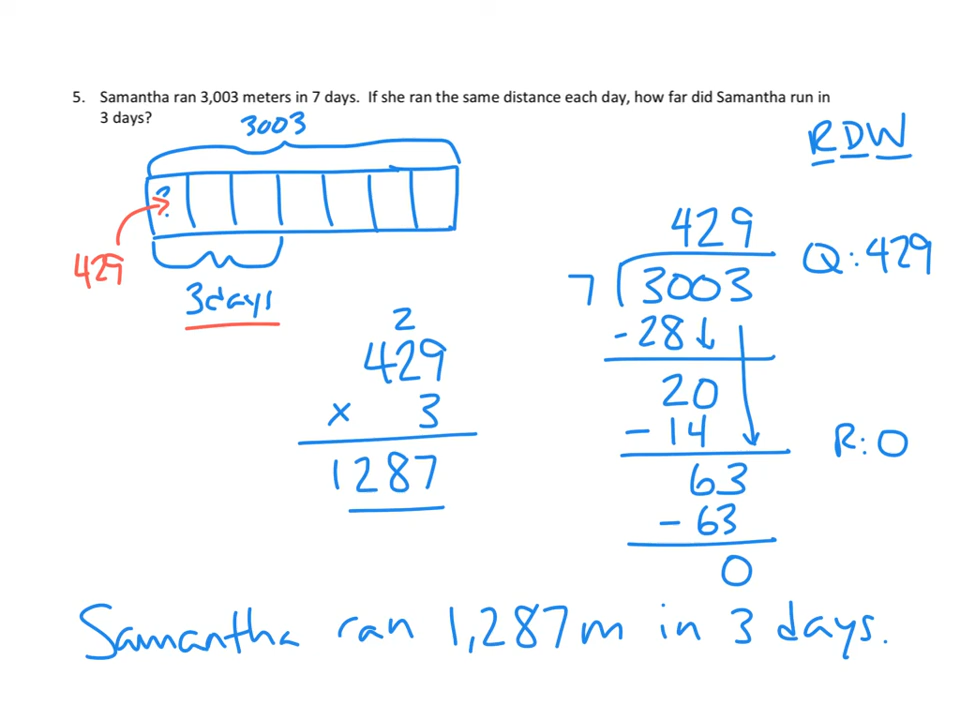 5. Samantha ran 3,003 meters in 7 days. If she ran the same distance each day, how far did Samantha run in
3 days?
RDW
3003
?
429
3 days
2
429
x 3
1287
429
7 3003
-28
20
-14
63
-63
0
Q: 429
R: 0
Samantha ran 1,287m in 3 days.